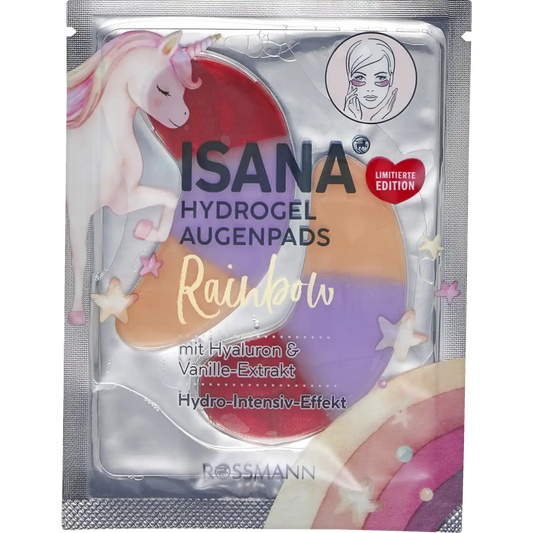 ISANA
LIMITIERTE
EDITION
HYDROGEL
AUGENPADS
Rainbow
mit Hyaluron &
Vanille-Extrakt
Hydro-Intensiv-Effekt
ROSSMANN